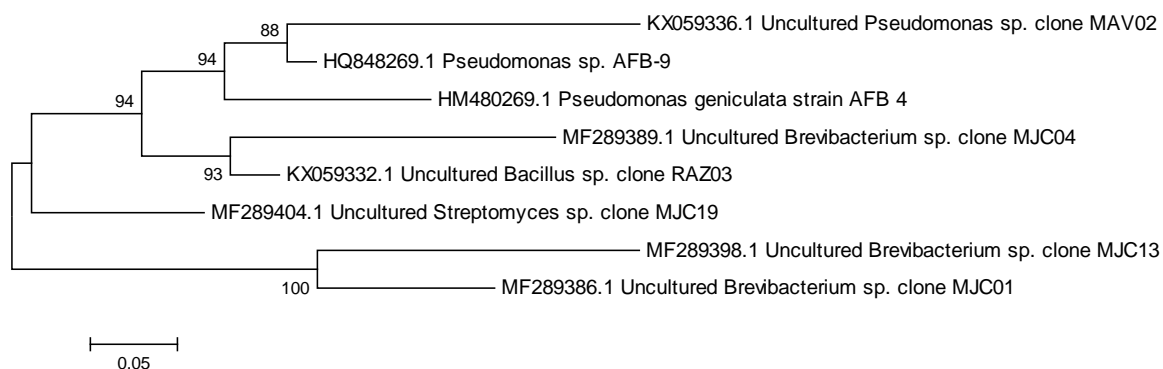 KX059336.1 Uncultured Pseudomonas sp. clone MAV02
88
HQ848269.1 Pseudomonas sp. AFB-9
94
HM480269.1 Pseudomonas geniculata strain AFB 4
94
MF289389.1 Uncultured Brevibacterium sp. clone MJC04
93
KX059332.1 Uncultured Bacillus sp. clone RAZ03
MF289404.1 Uncultured Streptomyces sp. clone MJC19
MF289398.1 Uncultured Brevibacterium sp. clone MJC13
100
MF289386.1 Uncultured Brevibacterium sp. clone MJC01
0.05